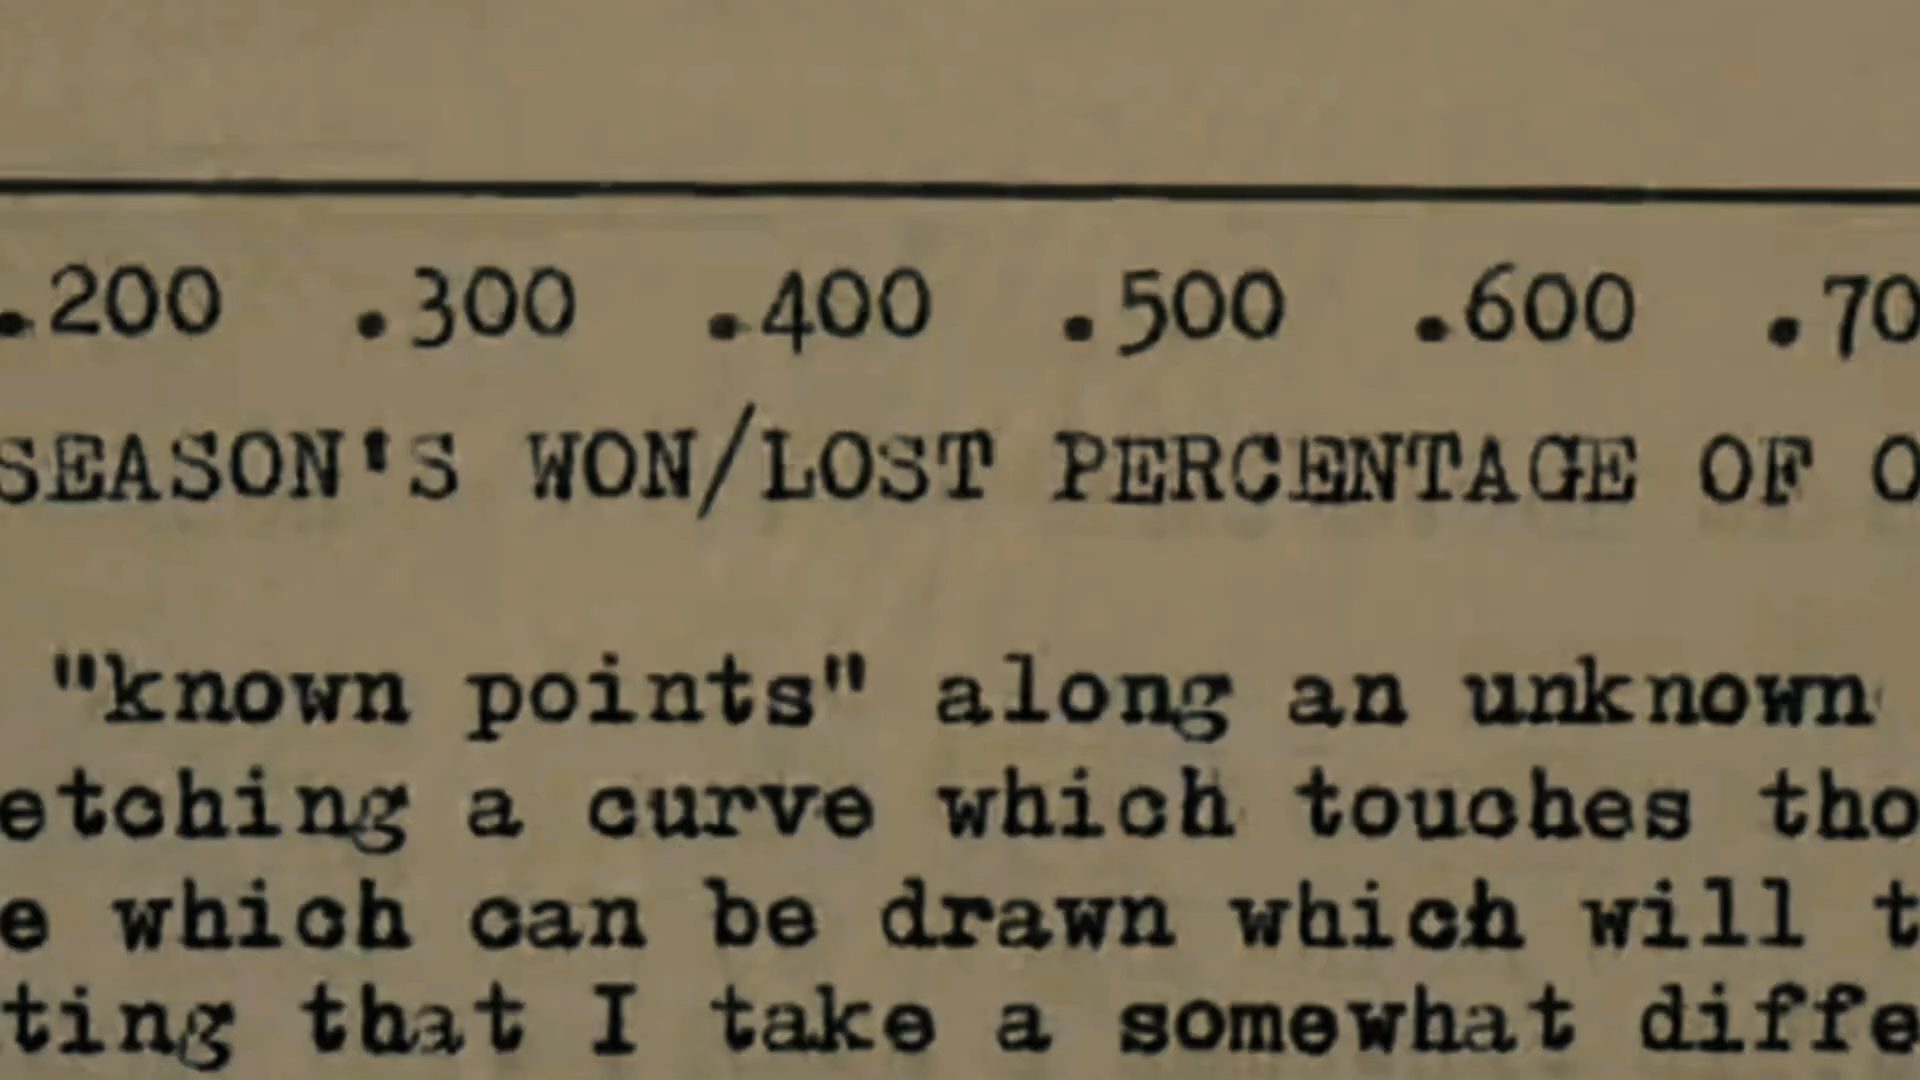 .200 .300 .400 .500 .600 .70
SEASON'S WON/LOST PERCENTAGE OF O
"known points" along an unknown
etching a curve which touches tho
e which can be drawn which will t
ting that I take a somewhat diffe